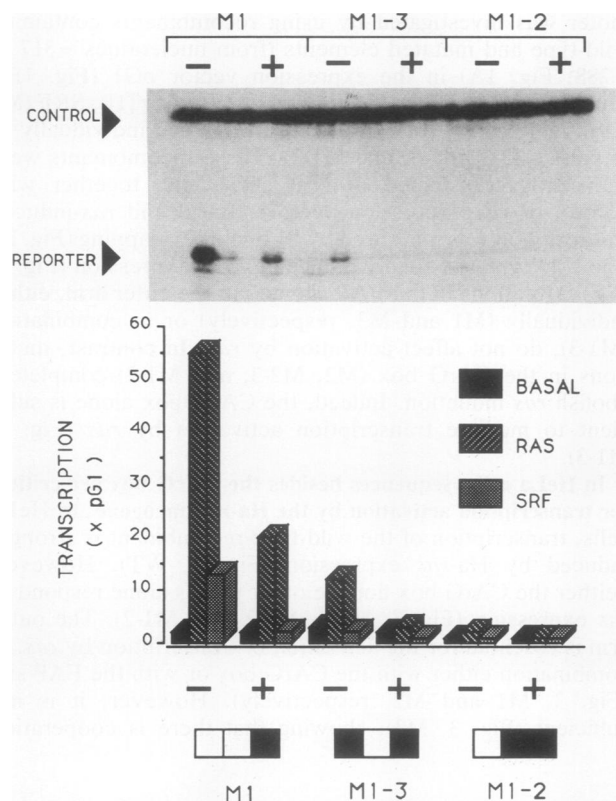 M1 M1-3 M1-2
− + − + − +
CONTROL
REPORTER
60
50
40
30
20
10
0
TRANSCRIPTION
( x pG1 )
BASAL
RAS
SRF
− + − + − +
M1 M1-3 M1-2